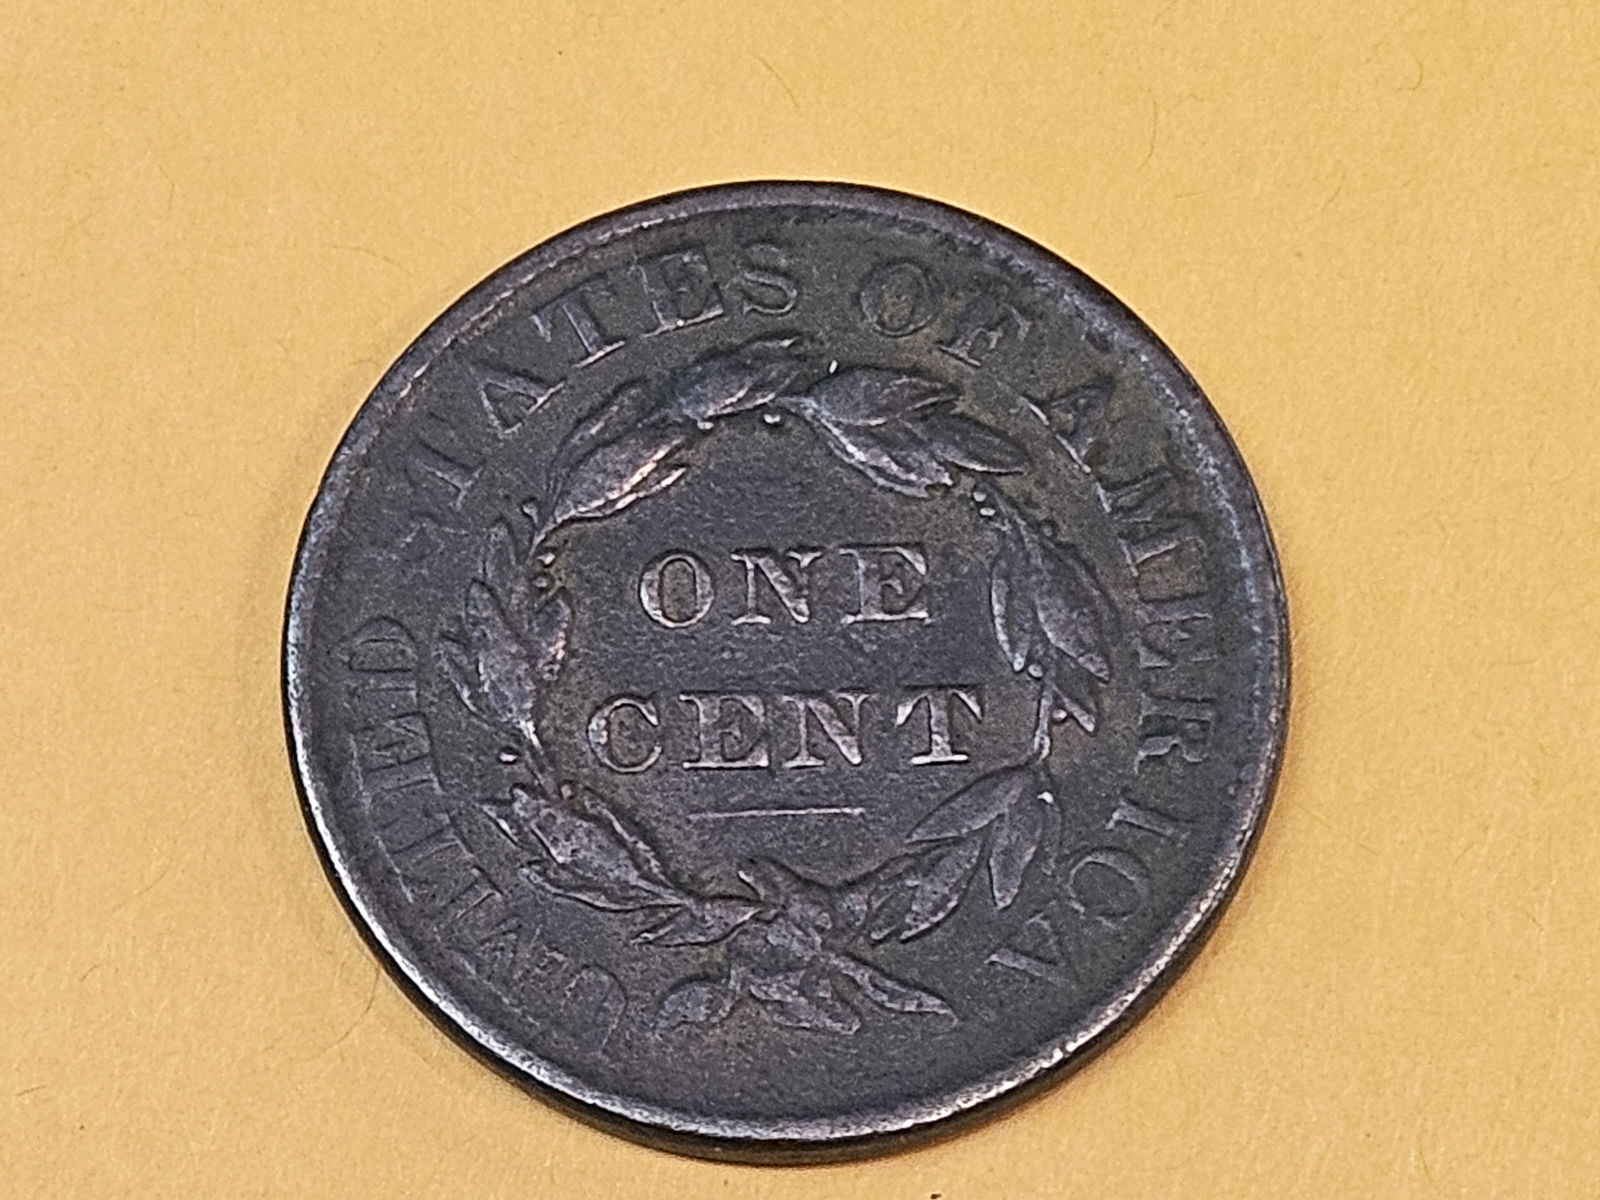 UNITED STATES OF AMERICA
ONE
CENT